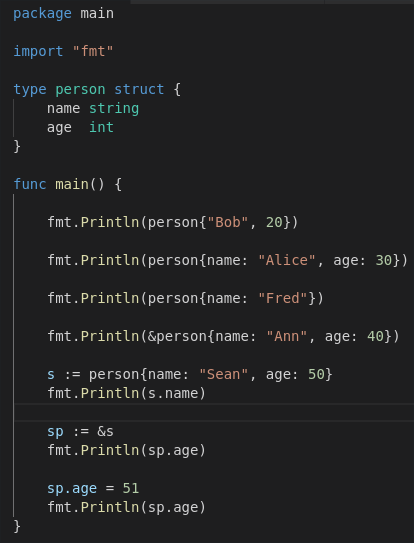 package main

import "fmt"

type person struct {
    name string
    age  int
}

func main() {

    fmt.Println(person{"Bob", 20})

    fmt.Println(person{name: "Alice", age: 30})

    fmt.Println(person{name: "Fred"})

    fmt.Println(&person{name: "Ann", age: 40})

    s := person{name: "Sean", age: 50}
    fmt.Println(s.name)

    sp := &s
    fmt.Println(sp.age)

    sp.age = 51
    fmt.Println(sp.age)
}